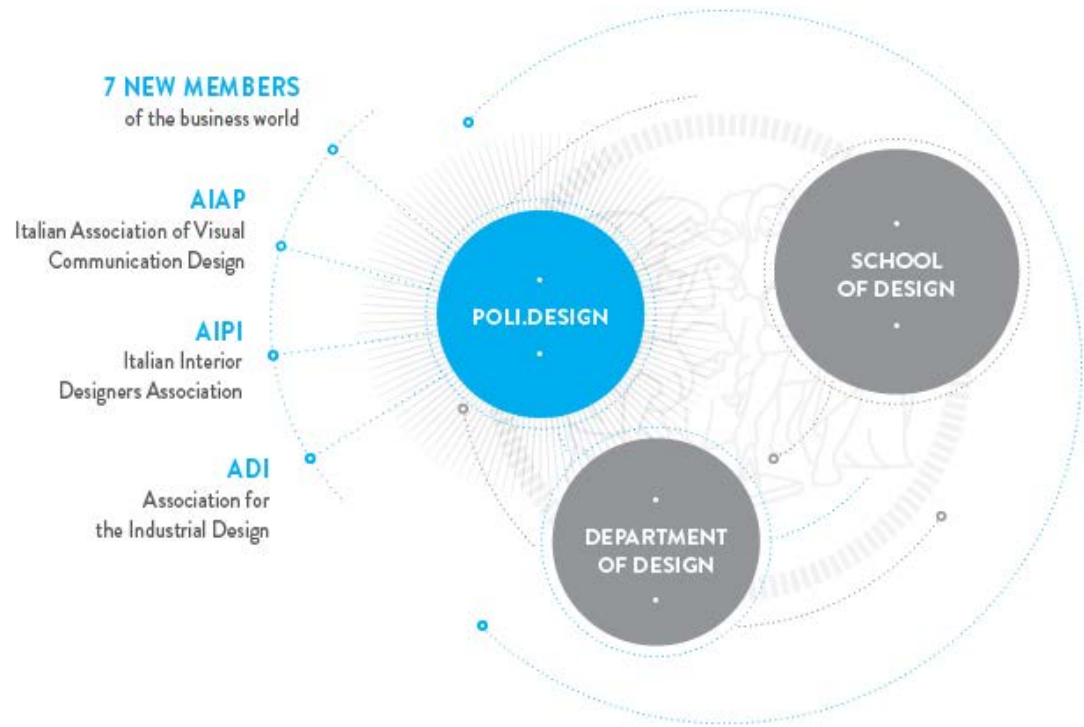 7 NEW MEMBERS
of the business world
AIAP
Italian Association of Visual
Communication Design
AIPI
Italian Interior
Designers Association
ADI
Association for
the Industrial Design
POLI.DESIGN
SCHOOL
OF DESIGN
DEPARTMENT
OF DESIGN